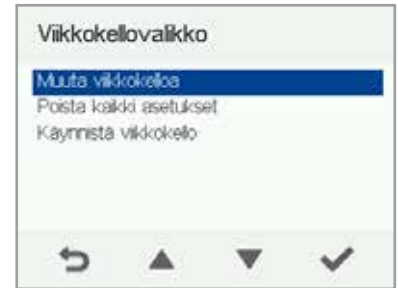 Viikkokellovalikko
Muuta viikkokelloa
Poista kaikki asetukset
Käynnistä viikkokello